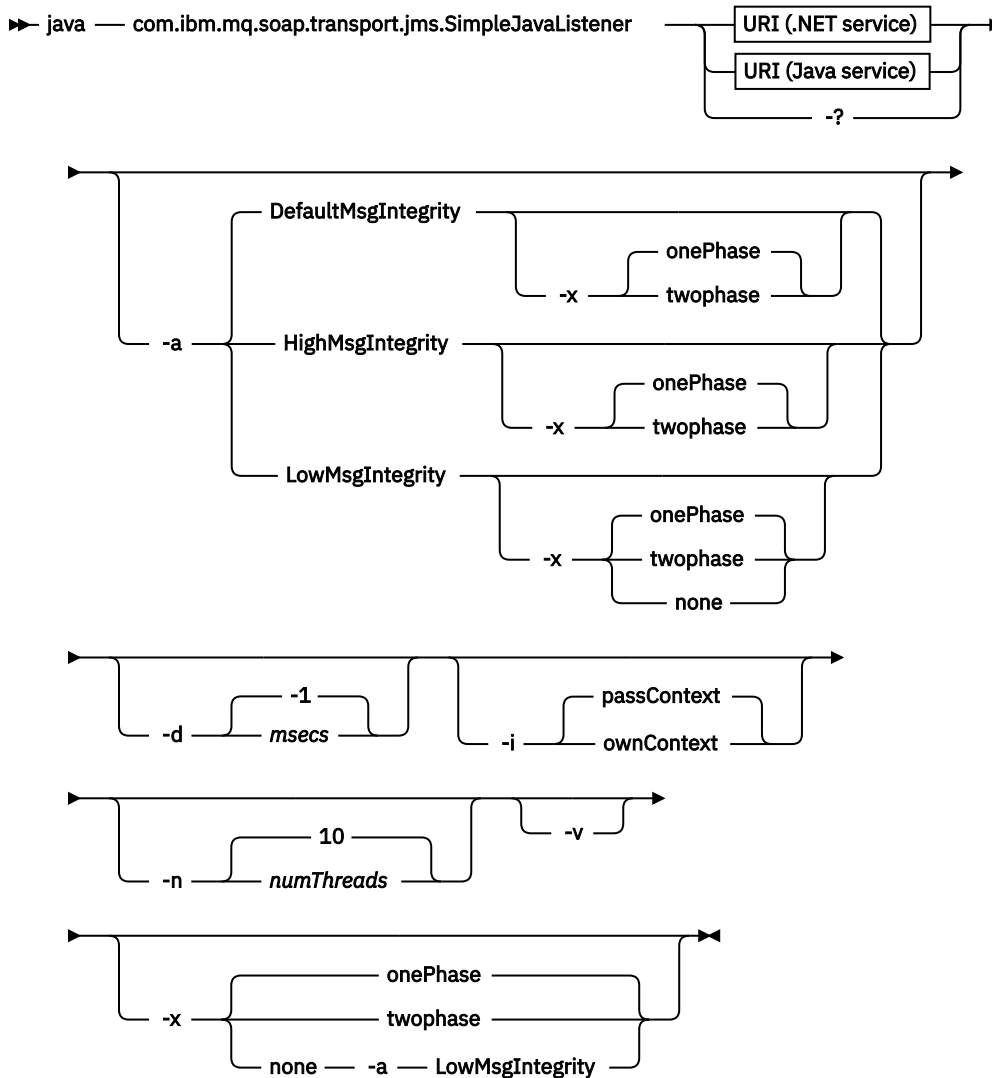 java com.ibm.mq.soap.transport.jms.SimpleJavaListener URI (.NET service)
URI (Java service)
-?
DefaultMsgIntegrity
onePhase
-x twophase
-a HighMsgIntegrity
onePhase
-x twophase
LowMsgIntegrity
onePhase
-x twophase
none
-1 passContext
-d msecs -i ownContext
10 -v
-n numThreads
onePhase
-x twophase
none -a LowMsgIntegrity